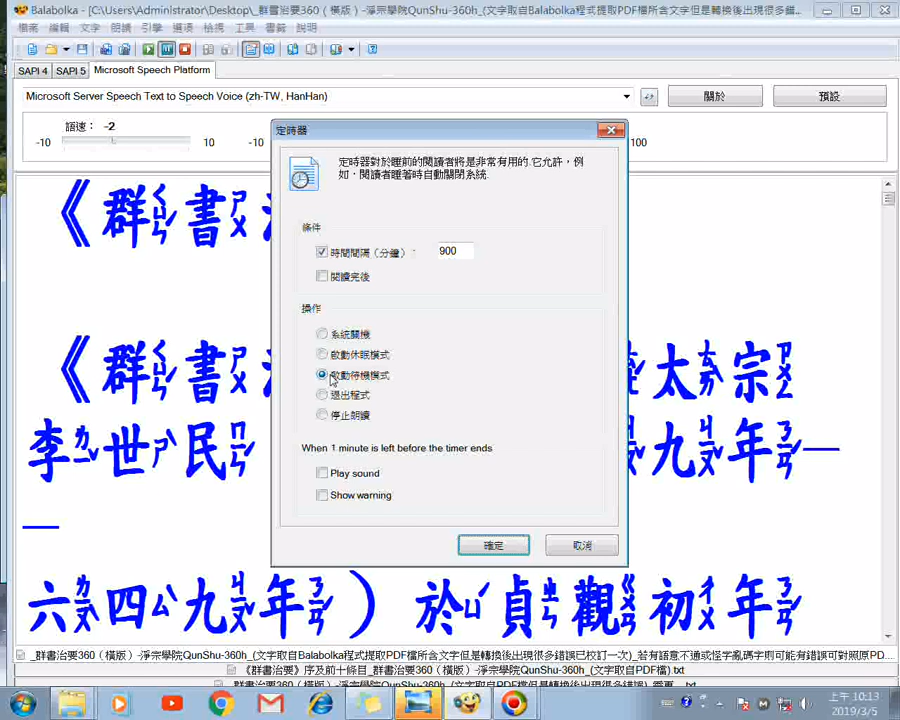 Balabolka - [C:\Users\Administrator\Desktop\_群書治要360（橫版）-淨宗學院QunShu-360h_(文字取自Balabolka程式提取PDF檔所含文字但是轉換後出現很多錯...
檔案 編輯 文字 朗讀 引擎 選項 檢視 工具 書籤 說明
SAPI 4 SAPI 5 Microsoft Speech Platform
Microsoft Server Speech Text to Speech Voice (zh-TW, HanHan)
關於 預設
語速： -2
-10 10 -10 100
定時器
定時器對於睡前的閱讀者將是非常有用的.它允許，例
如，閱讀者睡著時自動關閉系統.
條件
時間間隔（分鐘）： 900
閱讀完後
操作
系統關機
啟動休眠模式
啟動待機模式
退出程式
停止朗讀
When 1 minute is left before the timer ends
Play sound
Show warning
確定 取消
《群書
《群書 太宗
李世民 九年—
—
六四九年）於貞觀初年
_群書治要360（橫版）-淨宗學院QunShu-360h_(文字取自Balabolka程式提取PDF檔所含文字但是轉換後出現很多錯誤已校訂一次)_若有語意不通或怪字亂碼字則可能有錯誤可對照原PD...
《群書治要》序及前十條目_群書治要360（橫版）-淨宗學院QunShu-360h_(文字取自PDF檔).txt
上午 10:13
2019/3/5